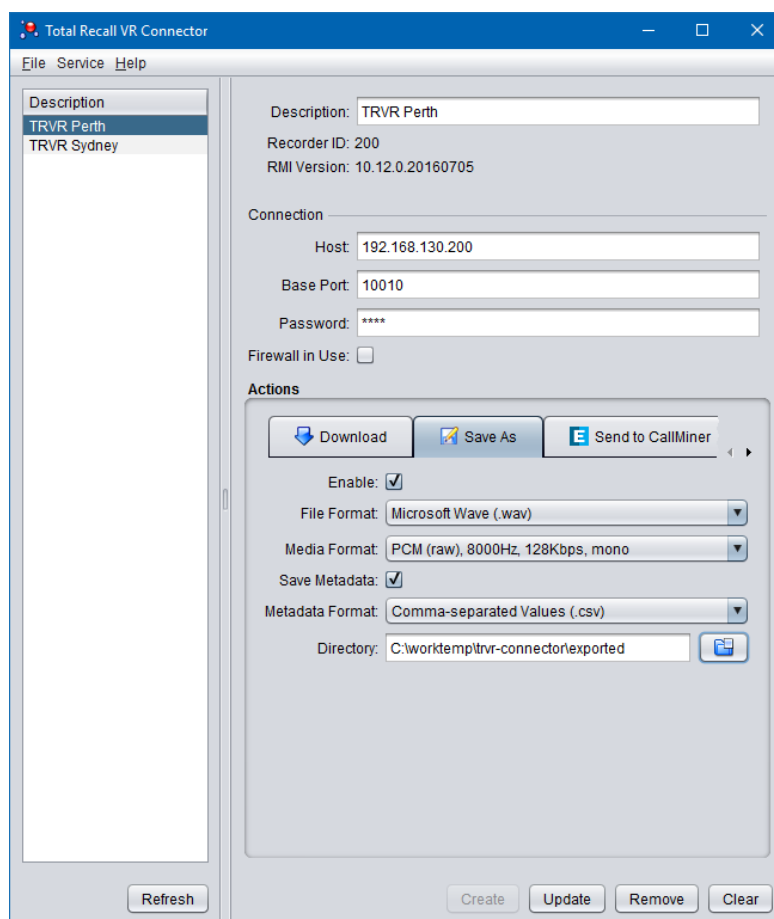 Total Recall VR Connector
File Service Help
Description
TRVR Perth
TRVR Sydney
Description: TRVR Perth
Recorder ID: 200
RMI Version: 10.12.0.20160705
Connection
Host: 192.168.130.200
Base Port: 10010
Password: ****
Firewall in Use:
Actions
Download Save As E Send to CallMiner
Enable:
File Format: Microsoft Wave (.wav)
Media Format: PCM (raw), 8000Hz, 128Kbps, mono
Save Metadata:
Metadata Format: Comma-separated Values (.csv)
Directory: C:\worktemp\trvr-connector\exported
Refresh Create Update Remove Clear